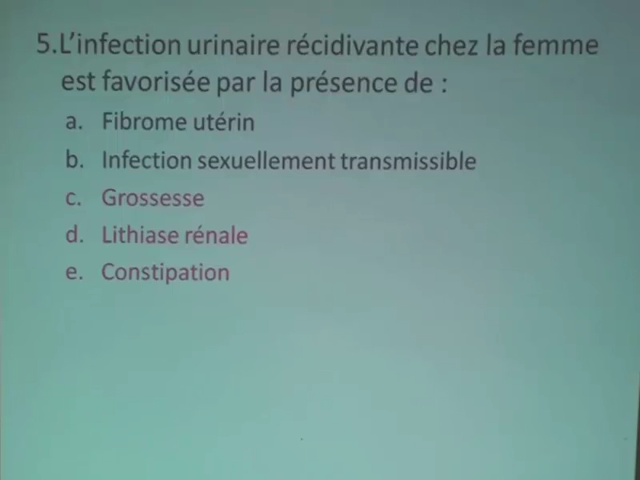 5.L'infection urinaire récidivante chez la femme
est favorisée par la présence de :
a. Fibrome utérin
b. Infection sexuellement transmissible
c. Grossesse
d. Lithiase rénale
e. Constipation